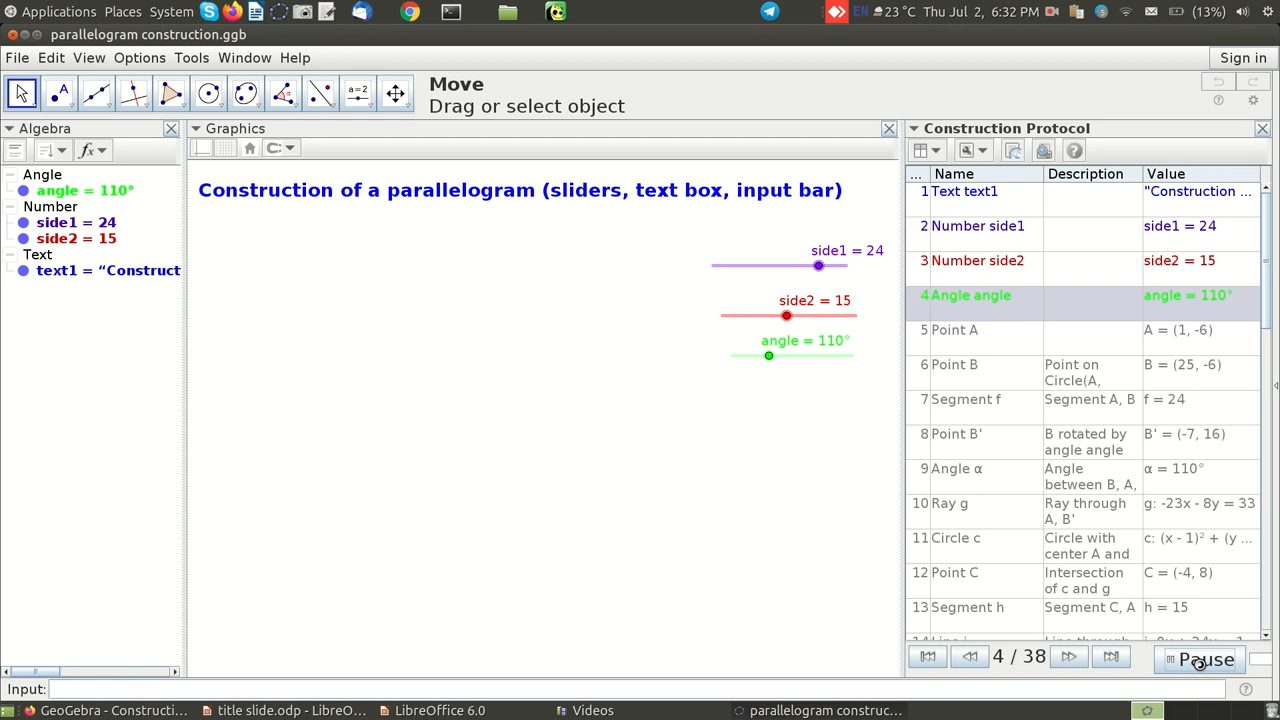 Applications Places System EN 23 °C Thu Jul 2, 6:32 PM (13%)
parallelogram construction.ggb
File Edit View Options Tools Window Help Sign in
A a=2 Move
Drag or select object
Algebra Graphics Construction Protocol
fx
... Name Description Value
Angle
angle = 110°
Number
side1 = 24
side2 = 15
Text
text1 = “Construct
Construction of a parallelogram (sliders, text box, input bar)
side1 = 24
side2 = 15
angle = 110°
1 Text text1 "Construction ...
2 Number side1 side1 = 24
3 Number side2 side2 = 15
4 Angle angle angle = 110°
5 Point A A = (1, -6)
6 Point B Point on B = (25, -6)
Circle(A,
7 Segment f Segment A, B f = 24
8 Point B' B rotated by B' = (-7, 16)
angle angle
9 Angle α Angle α = 110°
between B, A,
10 Ray g Ray through g: -23x - 8y = 33
A, B'
11 Circle c Circle with c: (x - 1)² + (y ...
center A and
12 Point C Intersection C = (-4, 8)
of c and g
13 Segment h Segment C, A h = 15
4 / 38 Pause
Input:
GeoGebra - Constructi... title slide.odp - LibreO... LibreOffice 6.0 Videos parallelogram construc...